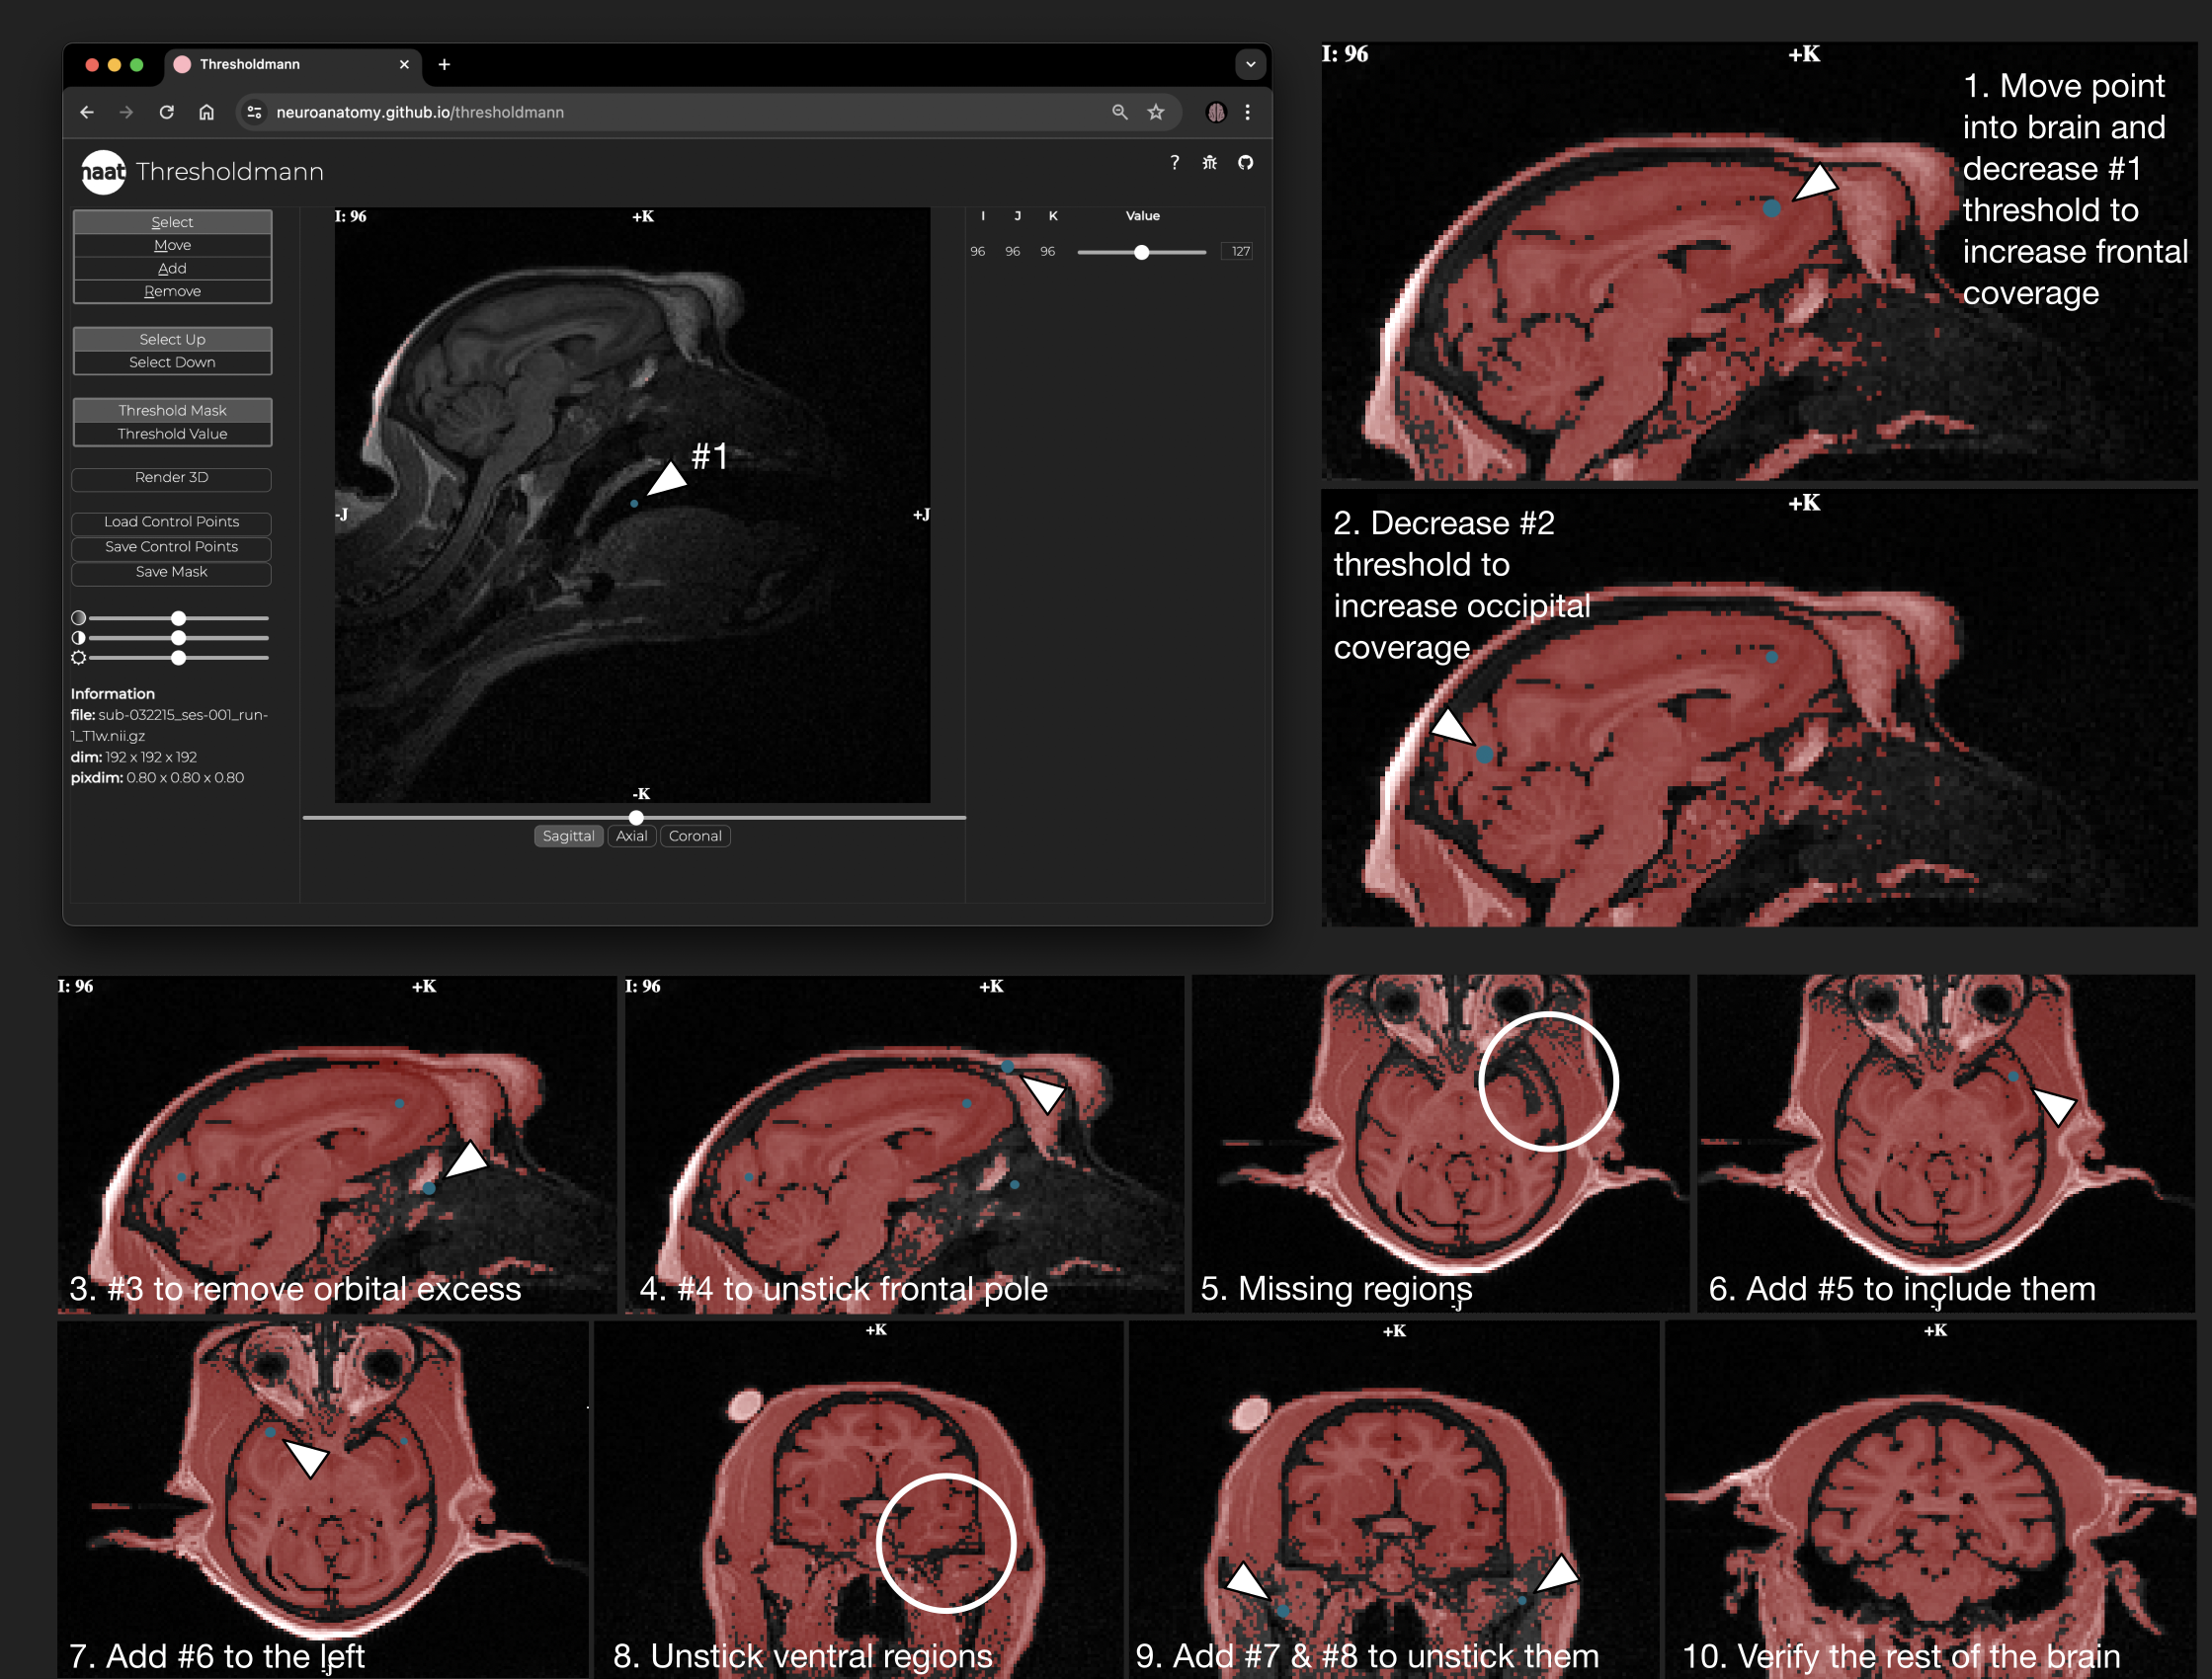 Thresholdmann
neuroanatomy.github.io/thresholdmann
naat Thresholdmann
?
Select
Move
Add
Remove
Select Up
Select Down
Threshold Mask
Threshold Value
Render 3D
Load Control Points
Save Control Points
Save Mask
Information
file: sub-032215_ses-001_run-
1_T1w.nii.gz
dim: 192 x 192 x 192
pixdim: 0.80 x 0.80 x 0.80
I: 96
+K
#1
-J
+J
-K
Sagittal
Axial
Coronal
I J K Value
96 96 96 127
I: 96
+K
1. Move point
into brain and
decrease #1
threshold to
increase frontal
coverage
+K
2. Decrease #2
threshold to
increase occipital
coverage
I: 96
+K
3. #3 to remove orbital excess
I: 96
+K
4. #4 to unstick frontal pole
5. Missing regions
-J
6. Add #5 to include them
-J
7. Add #6 to the left
-J
+K
8. Unstick ventral regions
+K
9. Add #7 & #8 to unstick them
+K
10. Verify the rest of the brain